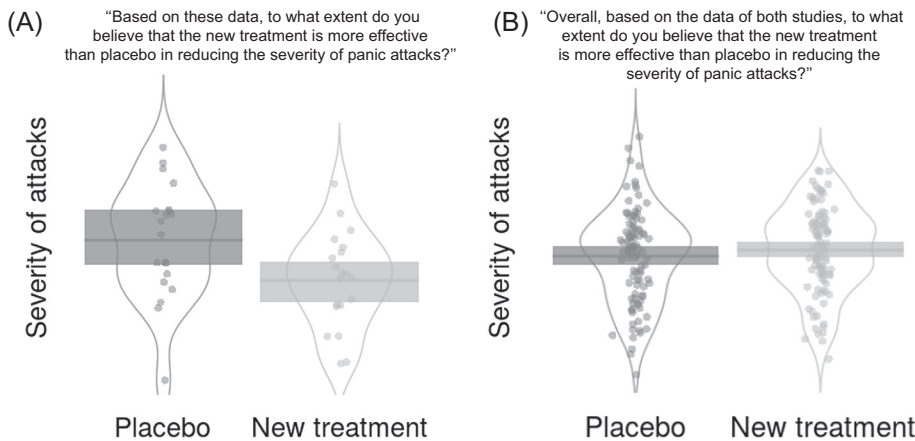 (A)
“Based on these data, to what extent do you
believe that the new treatment is more effective
than placebo in reducing the severity of panic attacks?”
Severity of attacks
Placebo
New treatment
(B)
“Overall, based on the data of both studies, to what
extent do you believe that the new treatment
is more effective than placebo in reducing the
severity of panic attacks?”
Severity of attacks
Placebo
New treatment